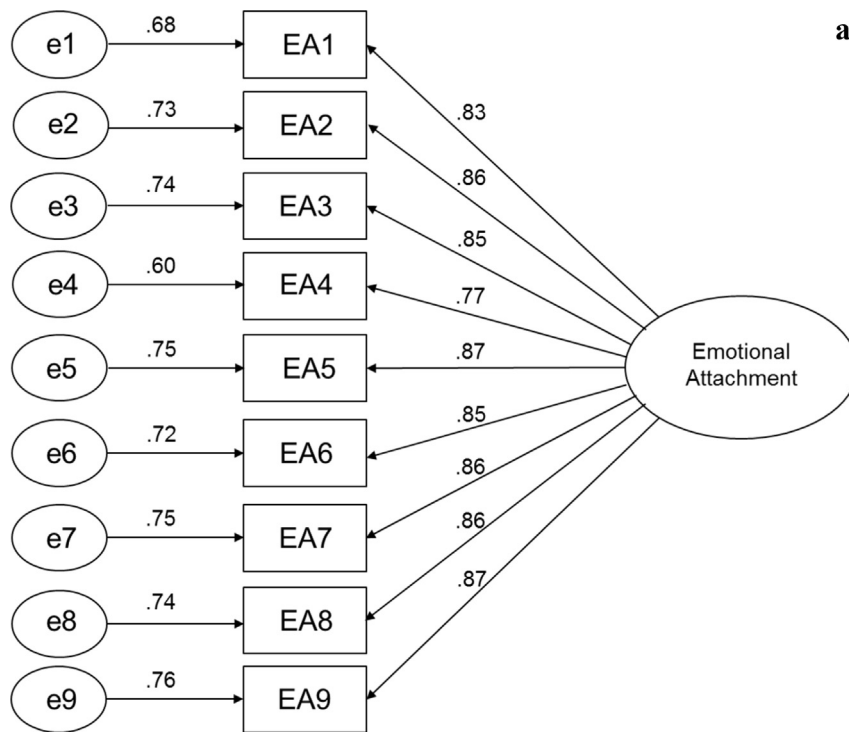 a
e1 .68 EA1 .83
e2 .73 EA2 .86
e3 .74 EA3 .85
e4 .60 EA4 .77
e5 .75 EA5 .87
e6 .72 EA6 .85
e7 .75 EA7 .86
e8 .74 EA8 .86
e9 .76 EA9 .87
Emotional
Attachment